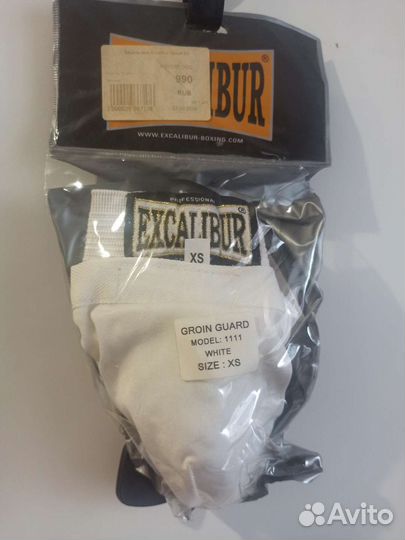 990
RUB
EXCALIBUR
®
WWW.EXCALIBUR-BOXING.COM
PROFESSIONAL
EXCALIBUR
®
XS
GROIN GUARD
MODEL: 1111
WHITE
SIZE : XS
Avito